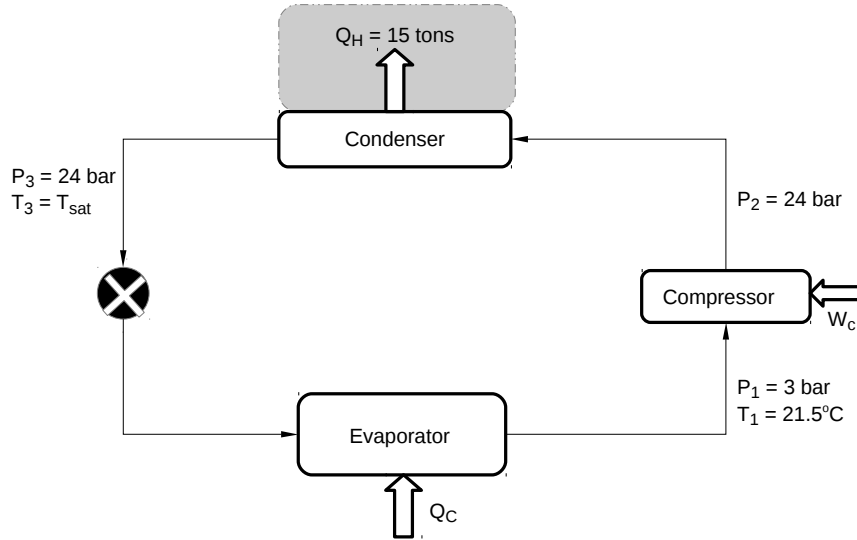 Q_H = 15 tons
Condenser
P_3 = 24 bar
T_3 = T_sat
P_2 = 24 bar
Compressor
W_c
P_1 = 3 bar
T_1 = 21.5°C
Evaporator
Q_C